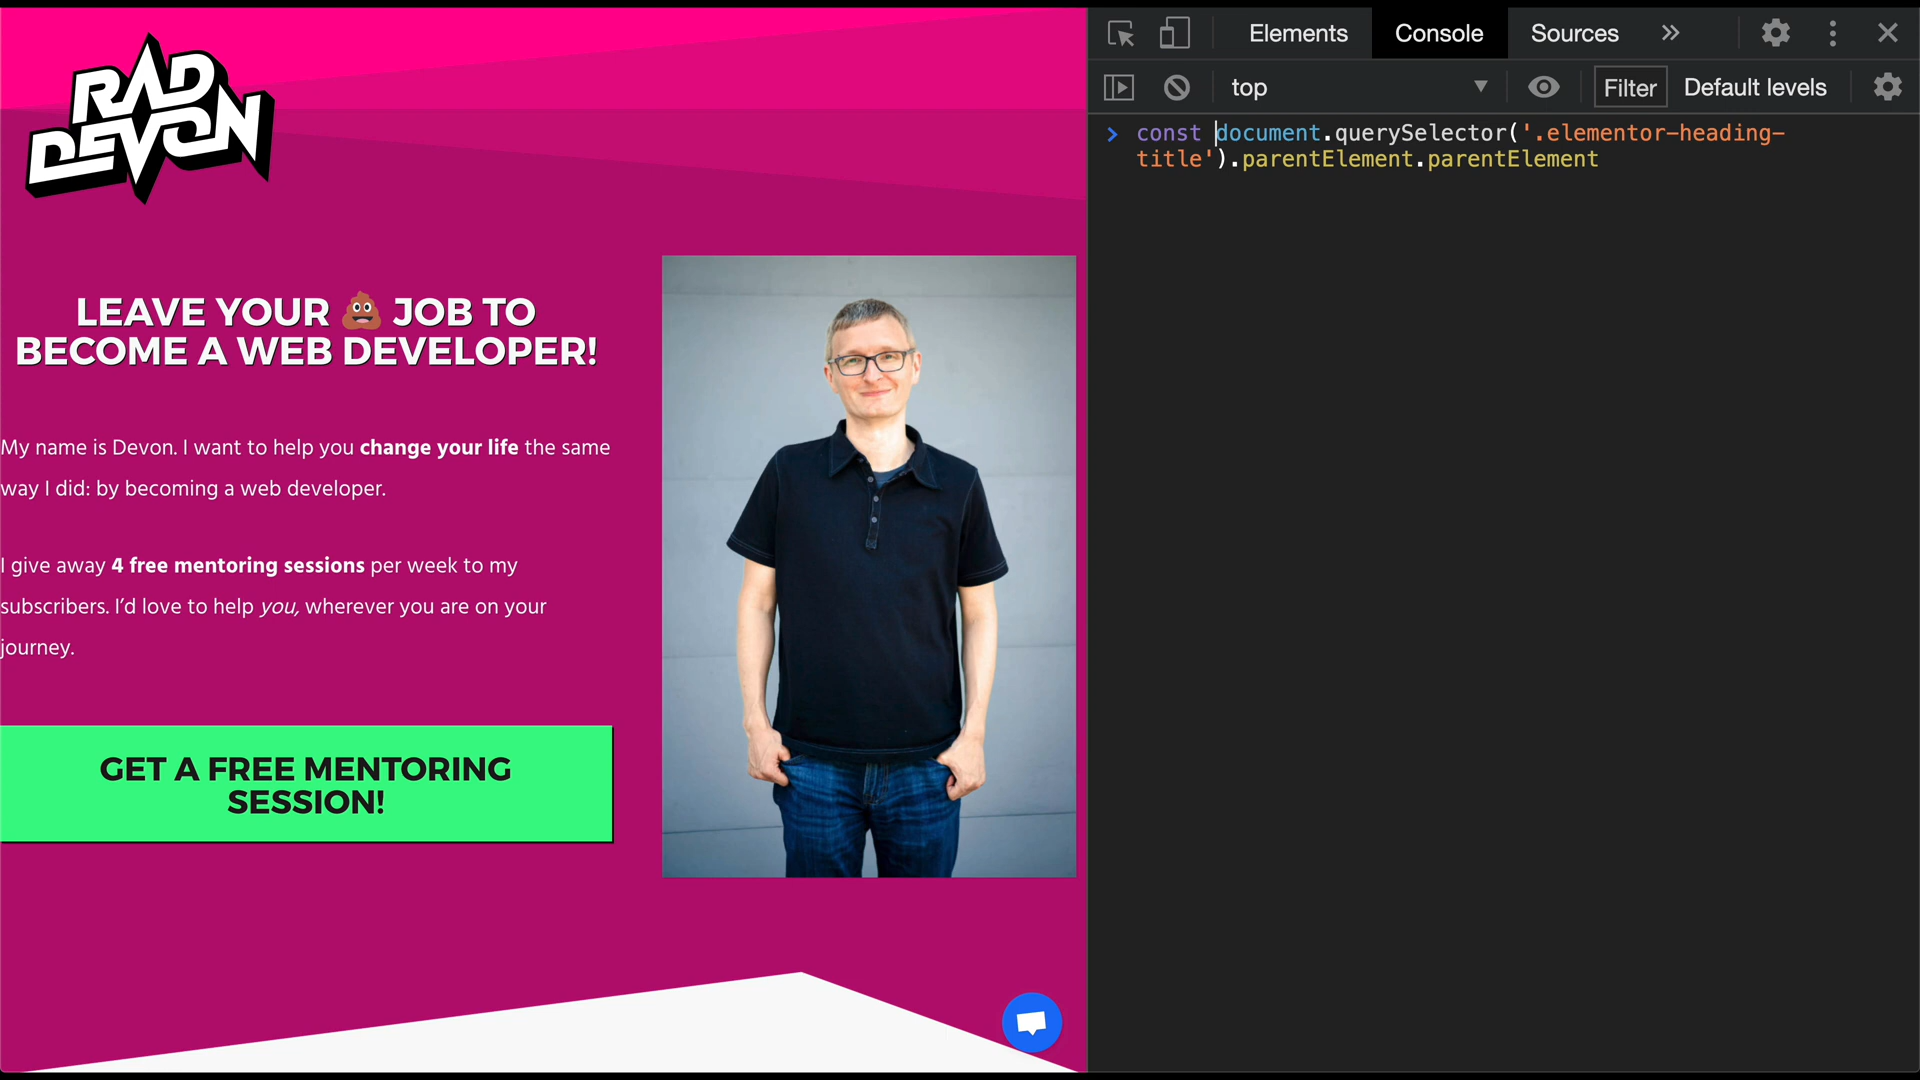 RAD
DEVON
LEAVE YOUR 💩 JOB TO
BECOME A WEB DEVELOPER!
My name is Devon. I want to help you change your life the same
way I did: by becoming a web developer.
I give away 4 free mentoring sessions per week to my
subscribers. I’d love to help you, wherever you are on your
journey.
GET A FREE MENTORING
SESSION!
Elements Console Sources »
top Filter Default levels
const document.querySelector('.elementor-heading-
title').parentElement.parentElement